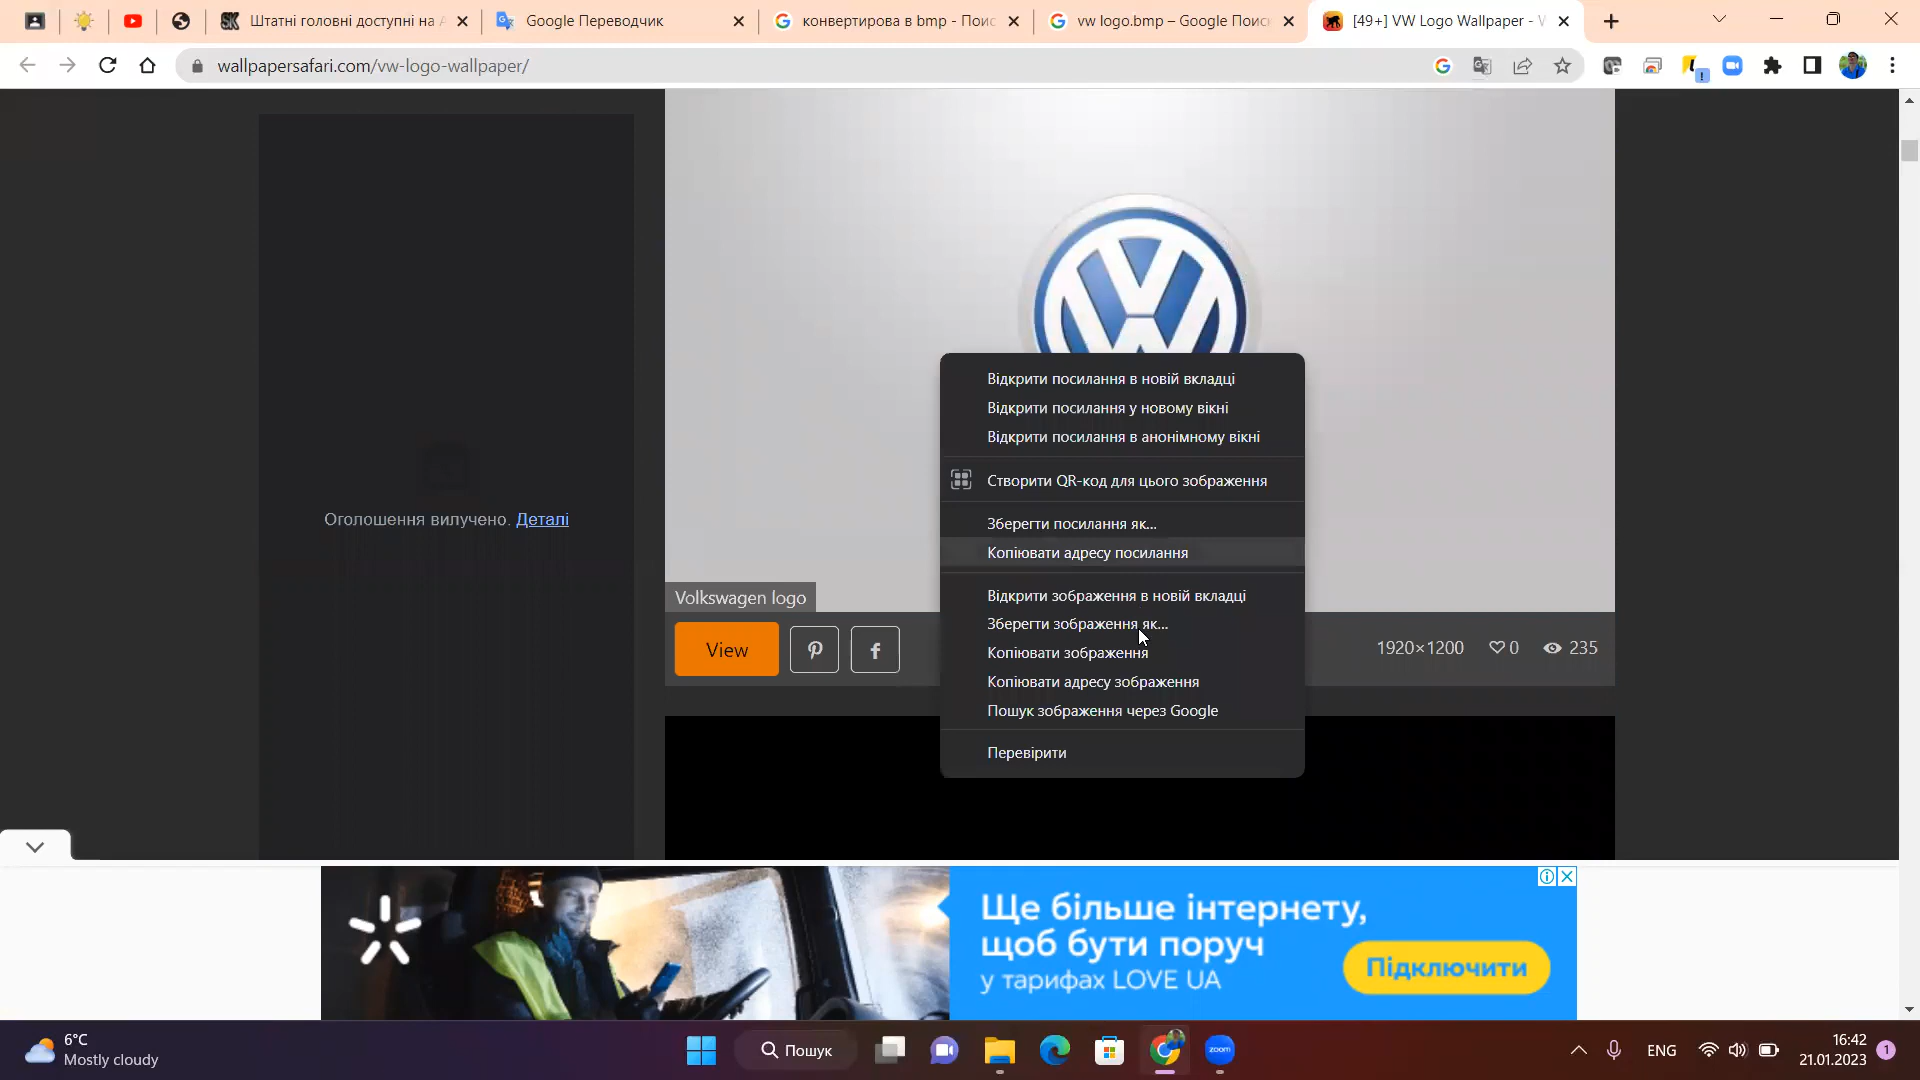 Штатні головні доступні на A
Google Переводчик
конвертирова в bmp - Поис
vw logo.bmp – Google Поис
[49+] VW Logo Wallpaper - W
wallpapersafari.com/vw-logo-wallpaper/
Оголошення вилучено. Деталі
Відкрити посилання в новій вкладці
Відкрити посилання у новому вікні
Відкрити посилання в анонімному вікні
Створити QR-код для цього зображення
Зберегти посилання як...
Копіювати адресу посилання
Відкрити зображення в новій вкладці
Зберегти зображення як...
Копіювати зображення
Копіювати адресу зображення
Пошук зображення через Google
Перевірити
Volkswagen logo
View
1920×1200 0 235
Ще більше інтернету,
щоб бути поруч
у тарифах LOVE UA
Підключити
6°C
Mostly cloudy
Пошук
zoom
ENG
16:42
21.01.2023
1